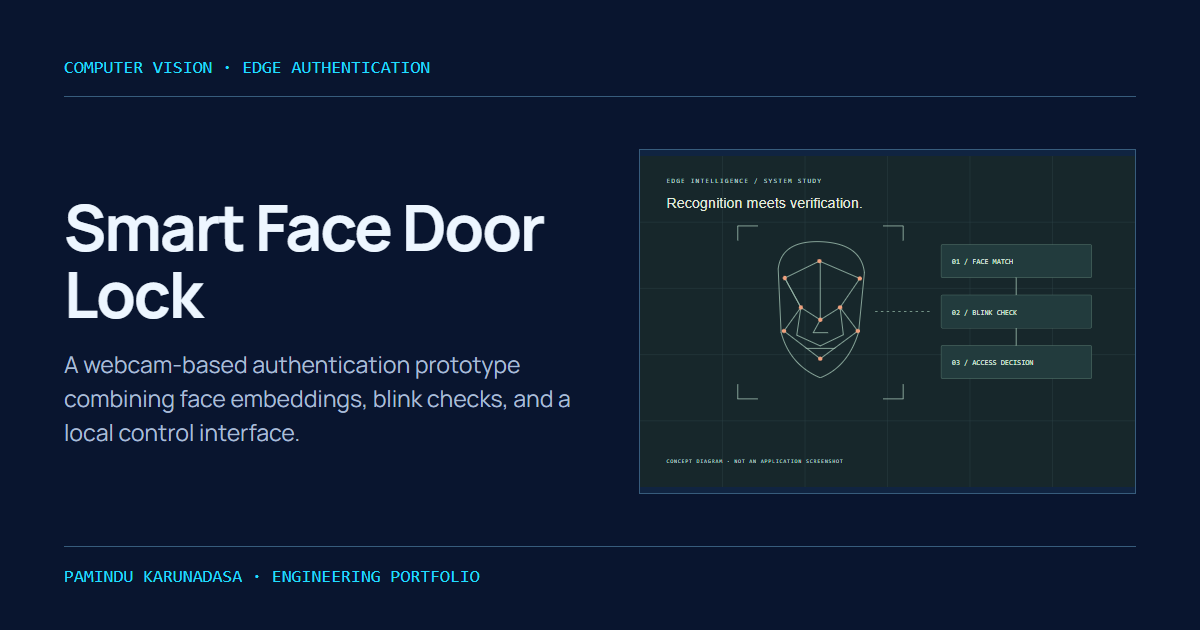 COMPUTER VISION · EDGE AUTHENTICATION
Smart Face Door
Lock
A webcam-based authentication prototype
combining face embeddings, blink checks, and a
local control interface.
EDGE INTELLIGENCE / SYSTEM STUDY
Recognition meets verification.
01 / FACE MATCH
02 / BLINK CHECK
03 / ACCESS DECISION
CONCEPT DIAGRAM · NOT AN APPLICATION SCREENSHOT
PAMINDU KARUNADASA · ENGINEERING PORTFOLIO